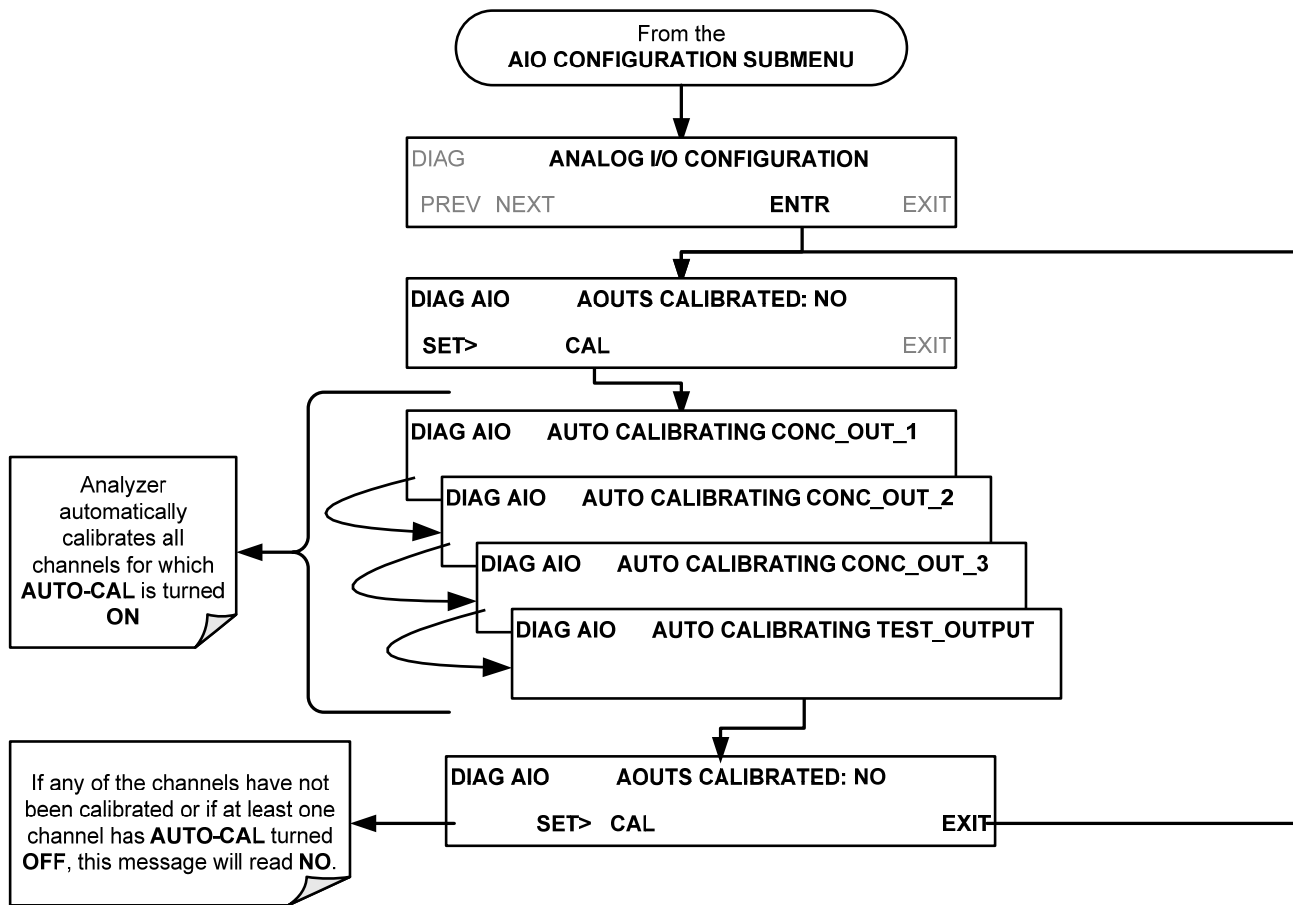 From the
AIO CONFIGURATION SUBMENU
DIAG ANALOG I/O CONFIGURATION
PREV NEXT ENTR EXIT
DIAG AIO AOUTS CALIBRATED: NO
SET> CAL EXIT
DIAG AIO AUTO CALIBRATING CONC_OUT_1
DIAG AIO AUTO CALIBRATING CONC_OUT_2
DIAG AIO AUTO CALIBRATING CONC_OUT_3
DIAG AIO AUTO CALIBRATING TEST_OUTPUT
Analyzer
automatically
calibrates all
channels for which
AUTO-CAL is turned
ON
DIAG AIO AOUTS CALIBRATED: NO
SET> CAL EXIT
If any of the channels have not
been calibrated or if at least one
channel has AUTO-CAL turned
OFF, this message will read NO.